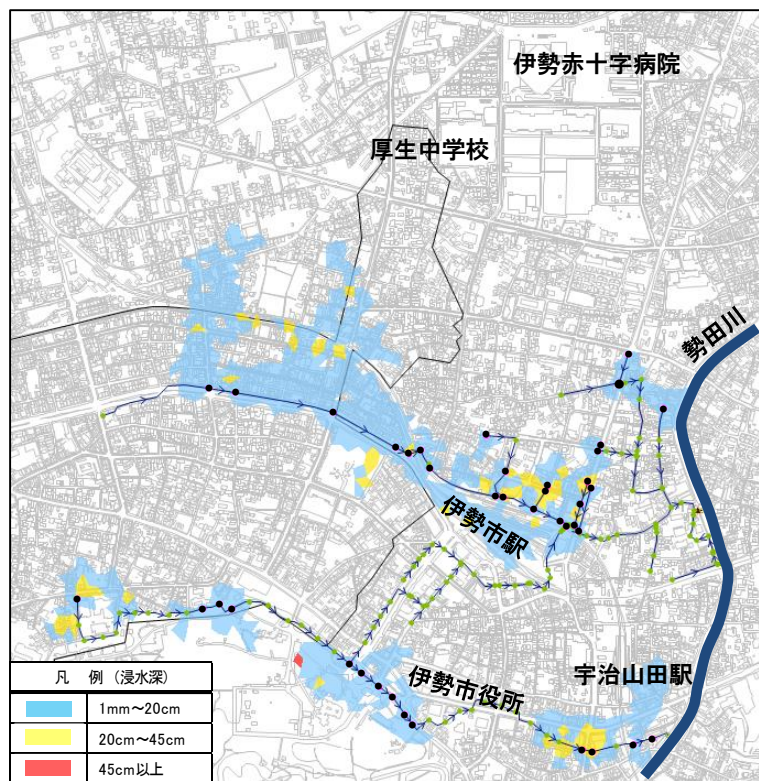 伊勢赤十字病院
厚生中学校
勢田川
伊勢市駅
宇治山田駅
伊勢市役所
凡 例（浸水深）
1mm～20cm
20cm～45cm
45cm以上